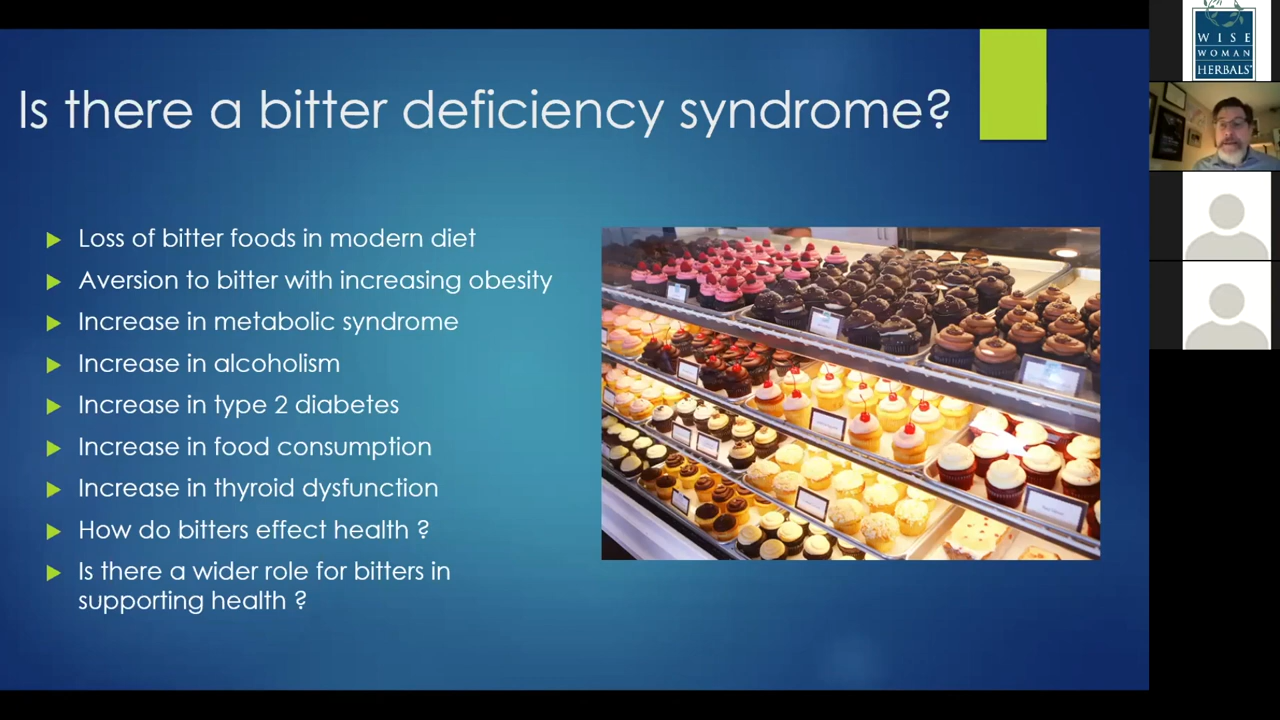 Is there a bitter deficiency syndrome?
Loss of bitter foods in modern diet
Aversion to bitter with increasing obesity
Increase in metabolic syndrome
Increase in alcoholism
Increase in type 2 diabetes
Increase in food consumption
Increase in thyroid dysfunction
How do bitters effect health ?
Is there a wider role for bitters in
supporting health ?
WISE
WOMAN
HERBALS